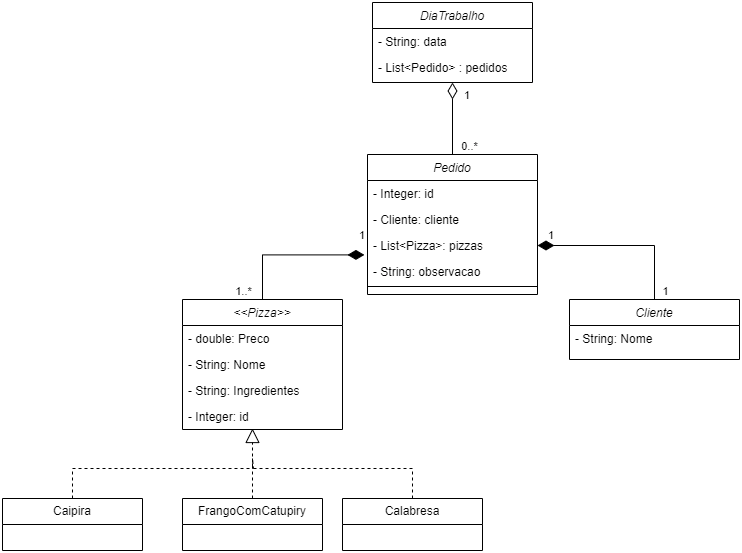 DiaTrabalho
- String: data
- List<Pedido> : pedidos
1
0..*
Pedido
- Integer: id
- Cliente: cliente
- List<Pizza>: pizzas
- String: observacao
1
1
1..*
1
<<Pizza>>
- double: Preco
- String: Nome
- String: Ingredientes
- Integer: id
Cliente
- String: Nome
Caipira
FrangoComCatupiry
Calabresa